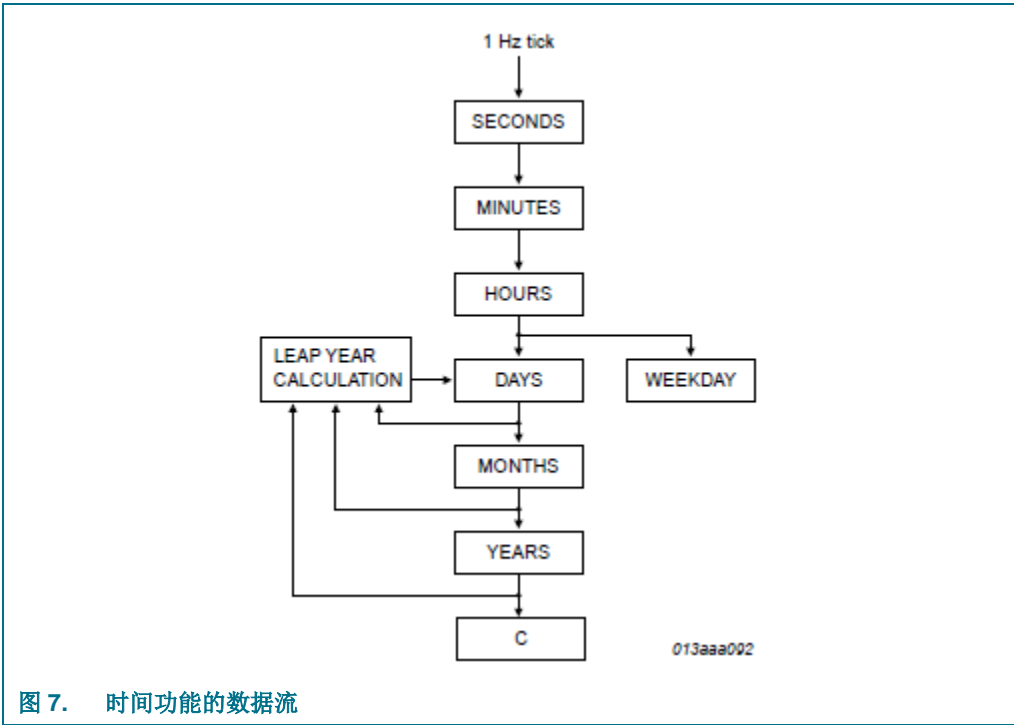 1 Hz tick
SECONDS
MINUTES
HOURS
LEAP YEAR
CALCULATION
DAYS
WEEKDAY
MONTHS
YEARS
C
013aaa092
图 7. 时间功能的数据流